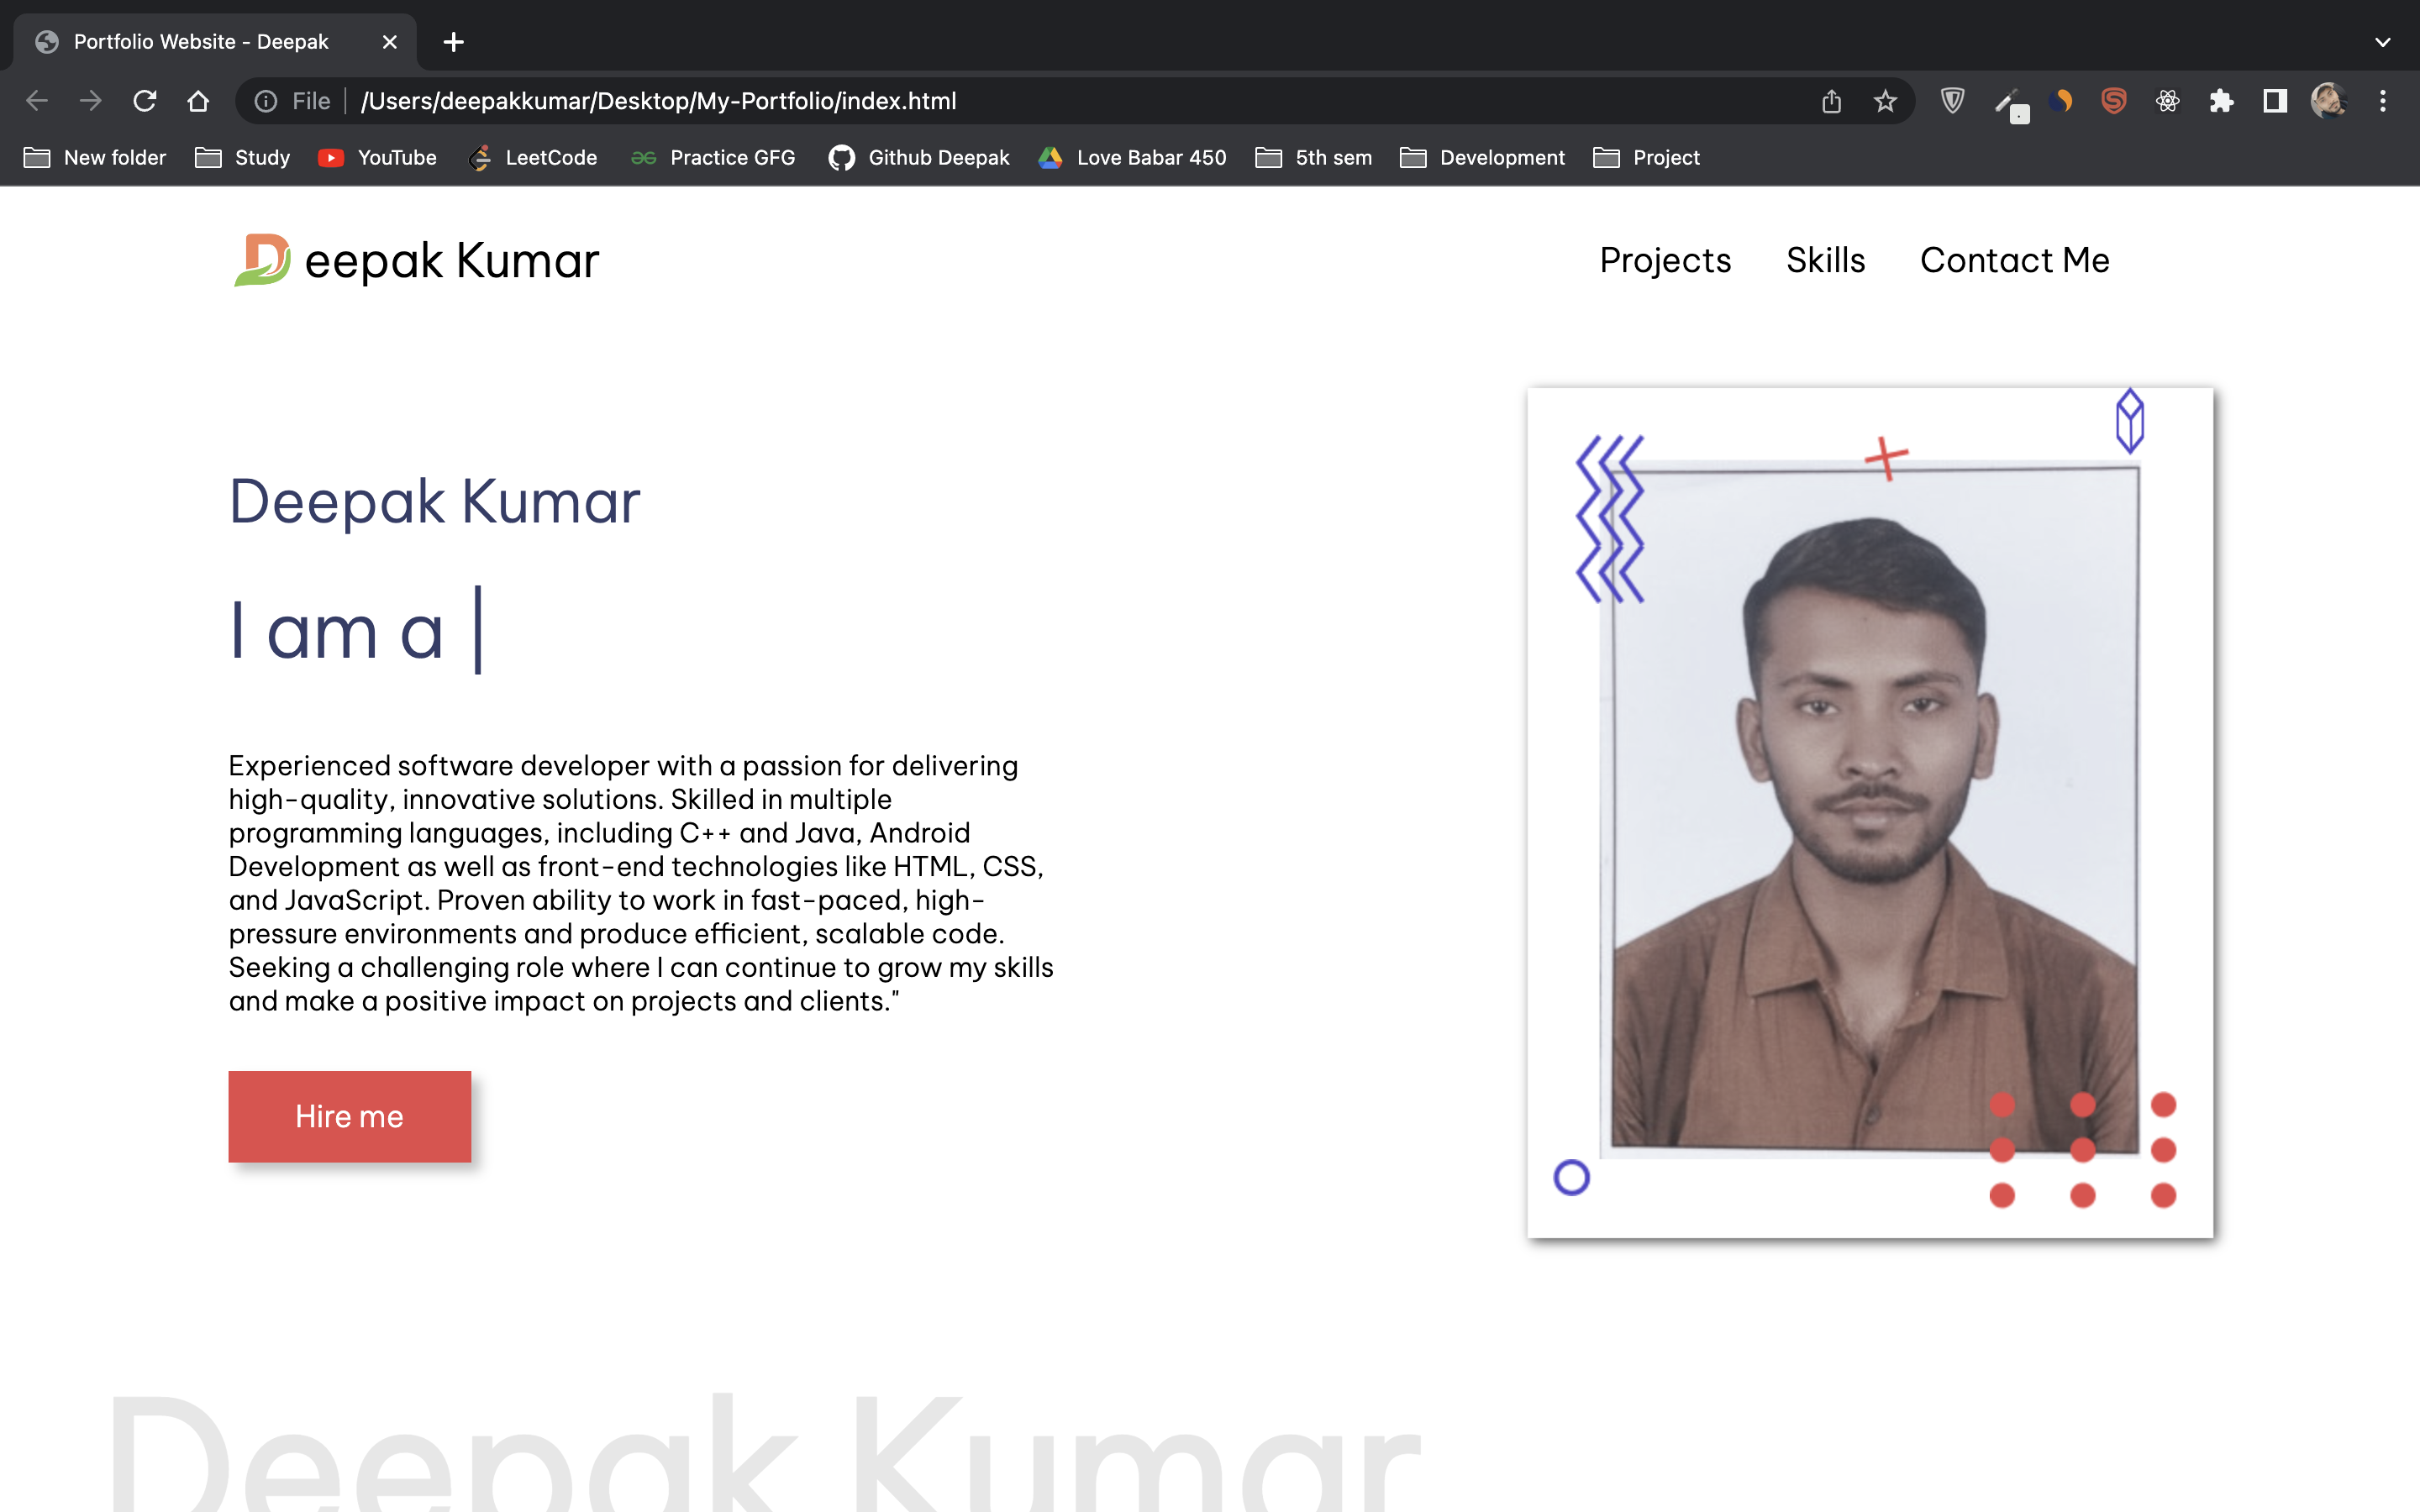 Portfolio Website - Deepak
File /Users/deepakkumar/Desktop/My-Portfolio/index.html
New folder Study YouTube LeetCode Practice GFG Github Deepak Love Babar 450 5th sem Development Project
Deepak Kumar Projects Skills Contact Me
Deepak Kumar
I am a |
Experienced software developer with a passion for delivering
high-quality, innovative solutions. Skilled in multiple
programming languages, including C++ and Java, Android
Development as well as front-end technologies like HTML, CSS,
and JavaScript. Proven ability to work in fast-paced, high-
pressure environments and produce efficient, scalable code.
Seeking a challenging role where I can continue to grow my skills
and make a positive impact on projects and clients."
Hire me
Deepak Kumar